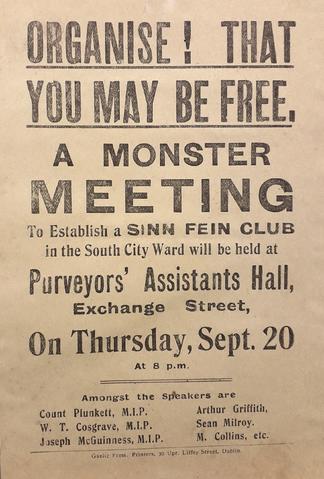 ORGANISE! THAT
YOU MAY BE FREE.
A MONSTER
MEETING
To Establish a SINN FEIN CLUB
in the South City Ward will be held at
Purveyors' Assistants Hall,
Exchange Street,
On Thursday, Sept. 20
At 8 p.m.
Amongst the Speakers are
Count Plunkett, M.I.P.
Arthur Griffith,
W. T. Cosgrave, M.I.P.
Sean Milroy.
Joseph McGuinness, M.I.P.
M. Collins, etc.
Gaelic Press, Printers, 30 Upr. Liffey Street, Dublin.